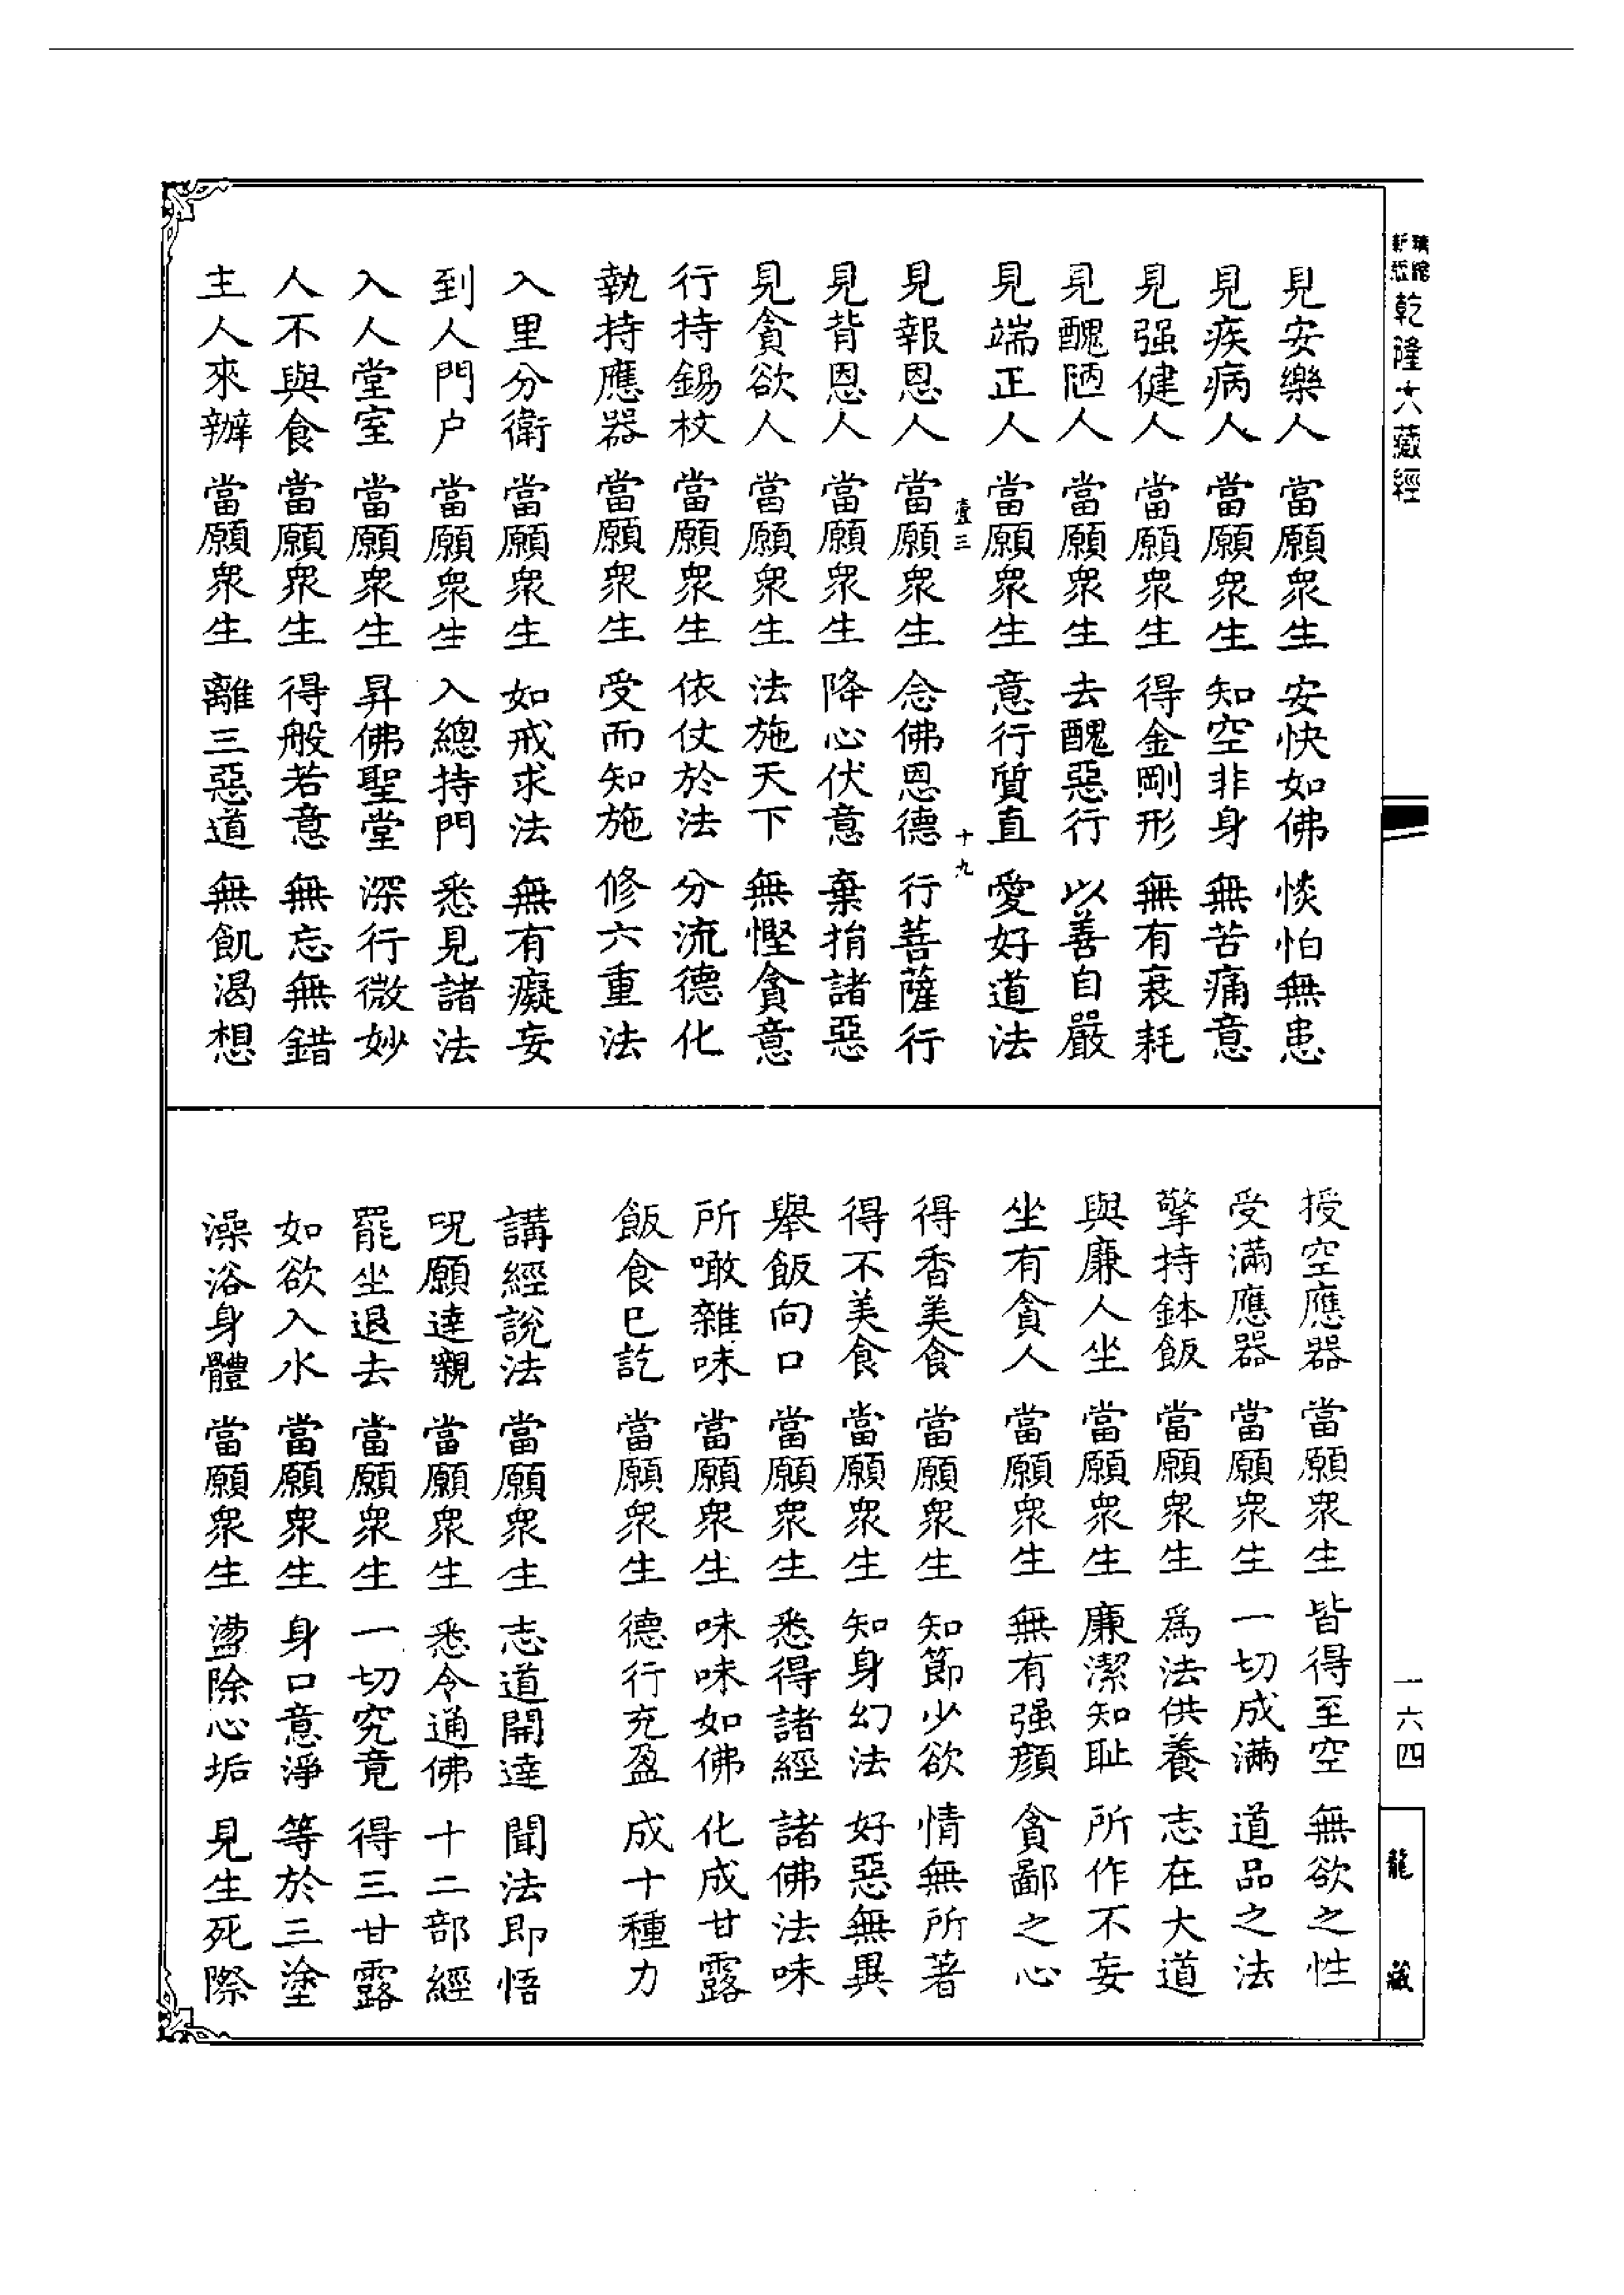 乾隆大藏經
見安樂人 當願衆生 安快如佛 惔怕無患
見疾病人 當願衆生 知空非身 無苦痛意
見强健人 當願衆生 得金剛形 無有衰耗
見醜陋人 當願衆生 去醜惡行 以善自嚴
見端正人 當願衆生 意行質直 愛好道法
壹三 十九
見報恩人 當願衆生 念佛恩德 行菩薩行
見背恩人 當願衆生 降心伏意 棄捐諸惡
見貪欲人 當願衆生 法施天下 無慳貪意
行持錫杖 當願衆生 依仗於法 分流德化
執持應器 當願衆生 受而知施 修六重法
入里分衛 當願衆生 如戒求法 無有癡妄
到人門户 當願衆生 入總持門 悉見諸法
入人堂室 當願衆生 昇佛聖堂 深行微妙
人不與食 當願衆生 得般若意 無忘無錯
主人來辦 當願衆生 離三惡道 無飢渴想
授空應器 當願衆生 皆得至空 無欲之性
受滿應器 當願衆生 一切成滿 道品之法
擎持鉢飯 當願衆生 爲法供養 志在大道
與廉人坐 當願衆生 廉潔知耻 所作不妄
坐有貪人 當願衆生 無有强顔 貪鄙之心
得香美食 當願衆生 知節少欲 情無所著
得不美食 當願衆生 知身幻法 好惡無異
舉飯向口 當願衆生 悉得諸經 諸佛法味
所噉雜味 當願衆生 味味如佛 化成甘露
飯食已訖 當願衆生 德行充盈 成十種力
講經說法 當願衆生 志道開達 聞法即悟
呪願達親 當願衆生 悉令通佛 十二部經
罷坐退去 當願衆生 一切究竟 得三甘露
如欲入水 當願衆生 身口意淨 等於三塗
澡浴身體 當願衆生 盪除心垢 見生死際
一六四
龍藏